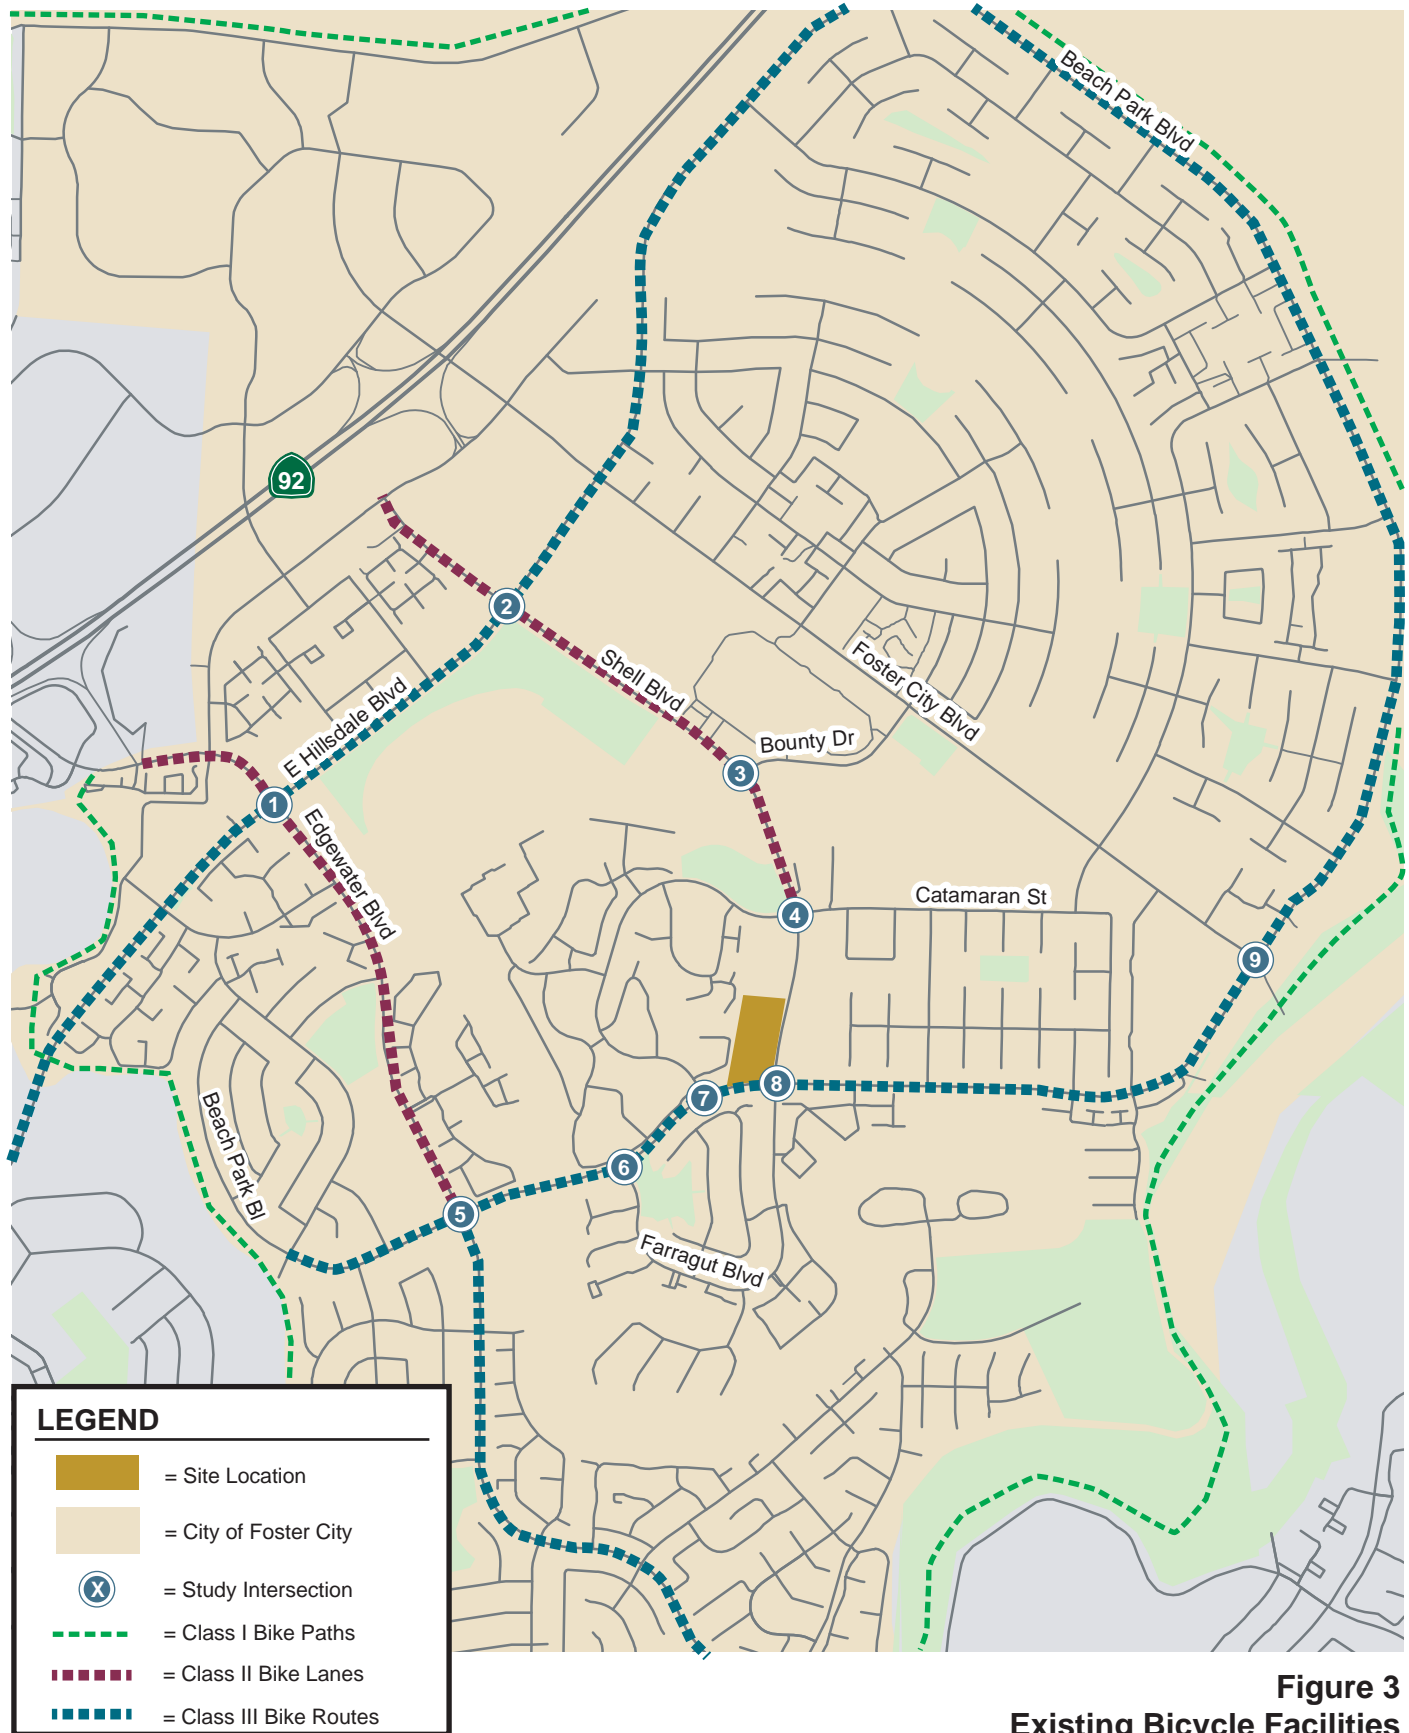 Beach Park Blvd
92
2
Shell Blvd
Foster City Blvd
E Hillsdale Blvd
Bounty Dr
3
1
Edgewater Blvd
Catamaran St
4
9
8
7
Beach Park Bl
6
5
Farragut Blvd
LEGEND
= Site Location
= City of Foster City
X = Study Intersection
= Class I Bike Paths
= Class II Bike Lanes
= Class III Bike Routes
Figure 3
Existing Bicycle Facilities